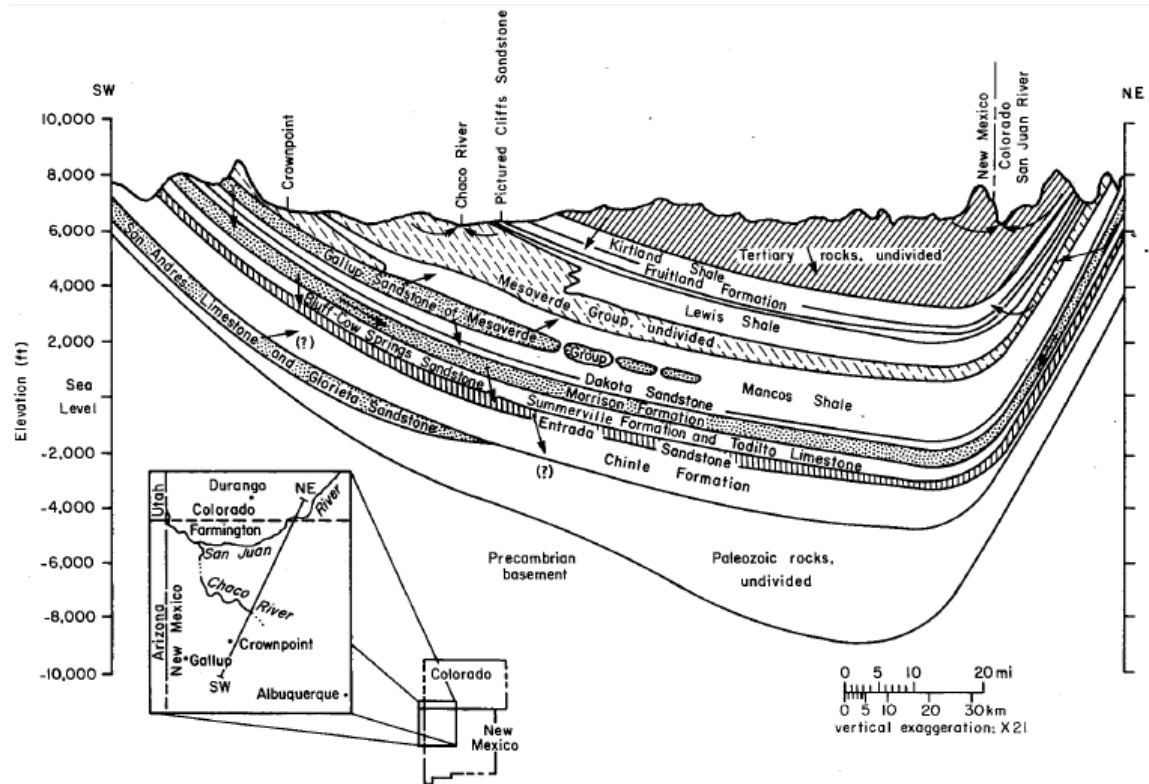 SW
NE
10,000
8,000
6,000
4,000
2,000
Sea
Level
-2,000
-4,000
-6,000
-8,000
-10,000
Elevation (ft)
Crownpoint
Chaco River
Pictured Cliffs Sandstone
New Mexico
Colorado
San Juan River
Tertiary rocks, undivided
Kirtland Shale
Fruitland Formation
Lewis Shale
Mesaverde Group, undivided
Gallup Sandstone of Mesaverde
Group
Mancos Shale
Dakota Sandstone
Morrison Formation
Bluff Cow Springs Sandstone
Summerville Formation and Todilto Limestone
Entrada Sandstone
Chinle Formation
San Andres Limestone and Glorieta Sandstone
(?)
(?)
Precambrian
basement
Paleozoic rocks,
undivided
Utah
Durango
NE
Colorado
River
Farmington
San Juan
Chaco River
Arizona
New Mexico
Crownpoint
Gallup
SW
Albuquerque
Colorado
New
Mexico
0 5 10 20 mi
0 5 10 20 30 km
vertical exaggeration: X21